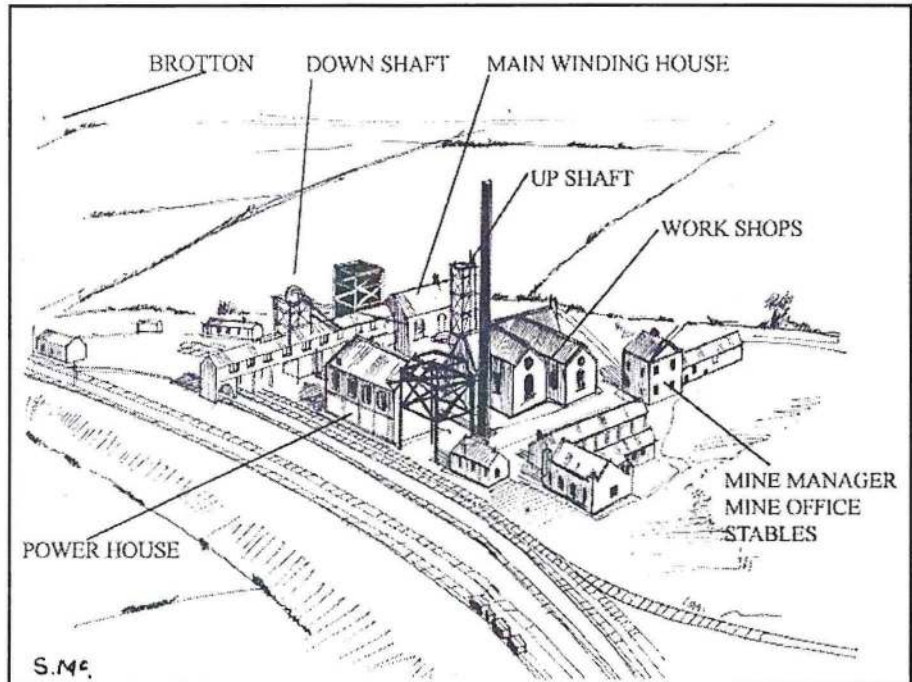 BROTTON
DOWN SHAFT
MAIN WINDING HOUSE
UP SHAFT
WORK SHOPS
MINE MANAGER
MINE OFFICE
STABLES
POWER HOUSE
S.Mc.